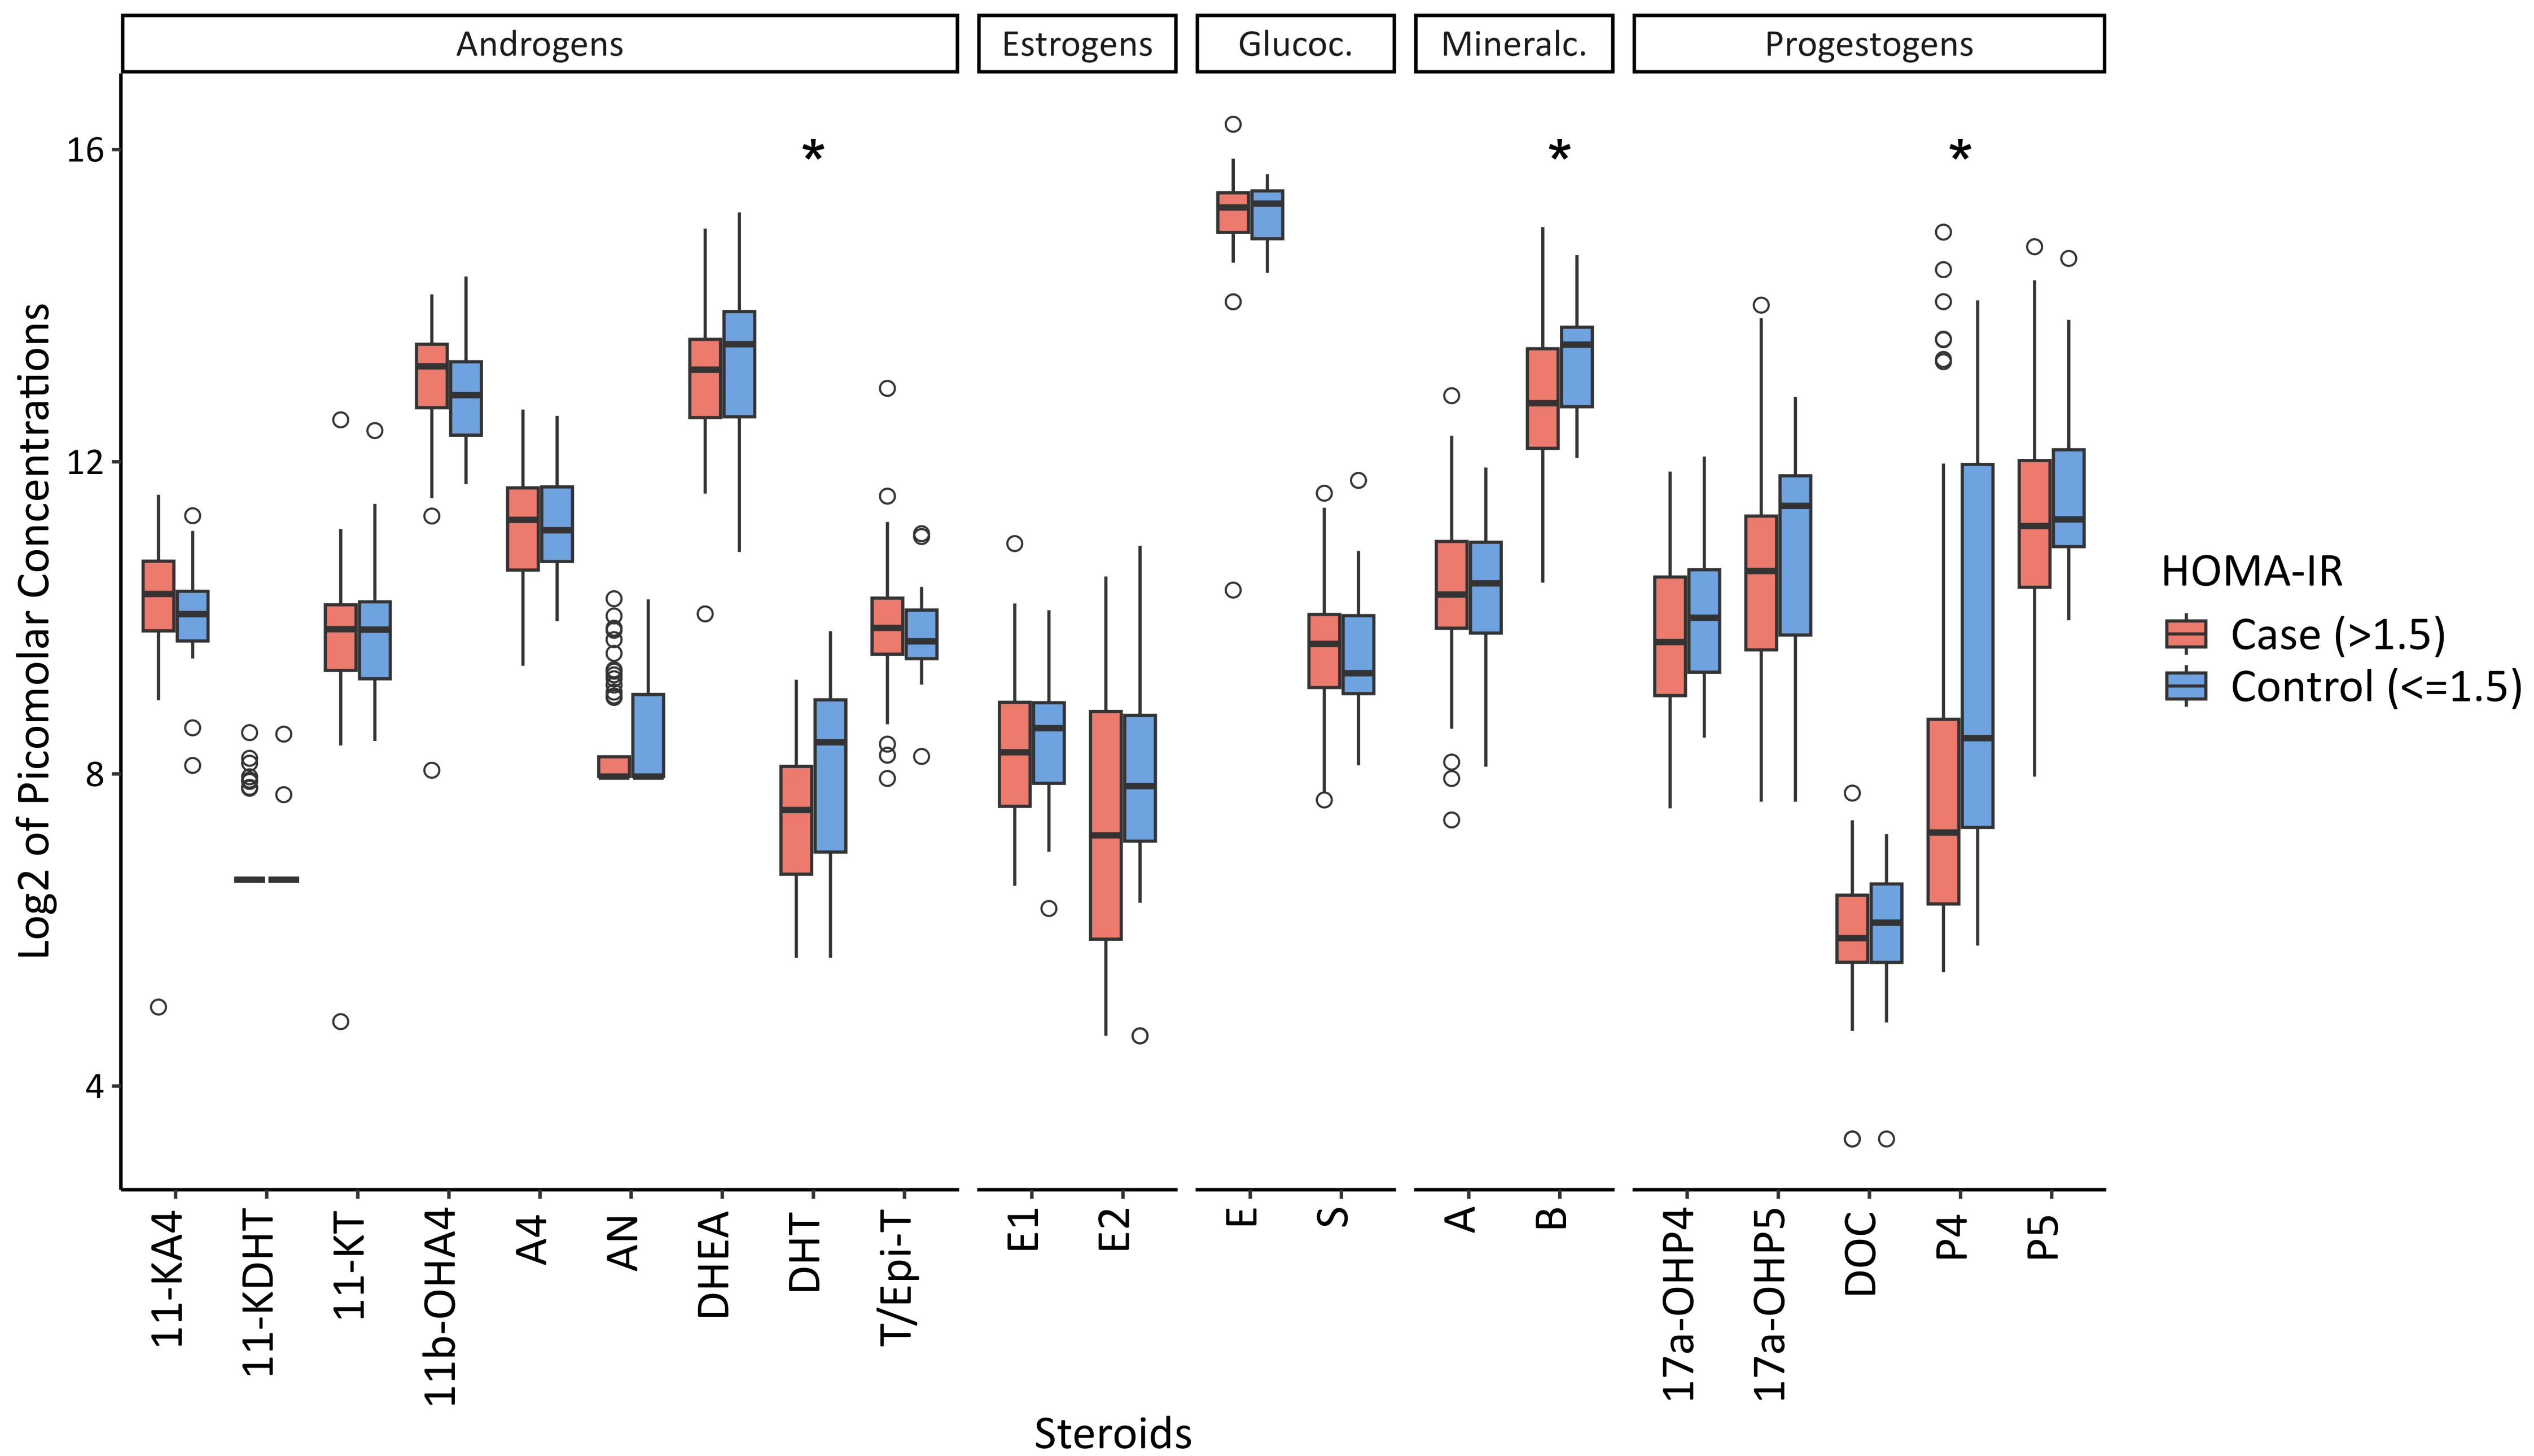 Androgens
Estrogens
Glucoc.
Mineralc.
Progestogens
*
*
*
16
12
8
4
Log2 of Picomolar Concentrations
HOMA-IR
Case (>1.5)
Control (<=1.5)
11-KA4
11-KDHT
11-KT
11b-OHA4
A4
AN
DHEA
DHT
T/Epi-T
E1
E2
E
S
A
B
17a-OHP4
17a-OHP5
DOC
P4
P5
Steroids